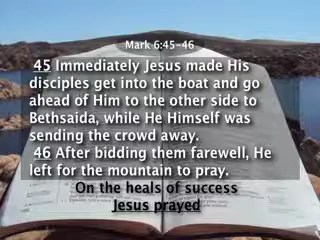 Mark 6:45-46
45 Immediately Jesus made His
disciples get into the boat and go
ahead of Him to the other side to
Bethsaida, while He Himself was
sending the crowd away.
46 After bidding them farewell, He
left for the mountain to pray.
On the heals of success
Jesus prayed